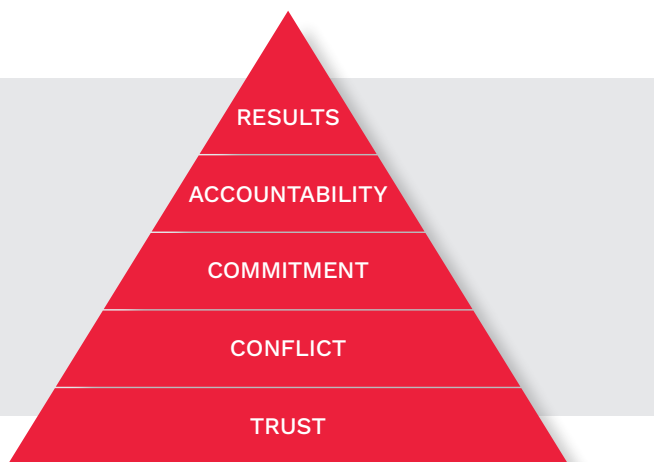 RESULTS
ACCOUNTABILITY
COMMITMENT
CONFLICT
TRUST